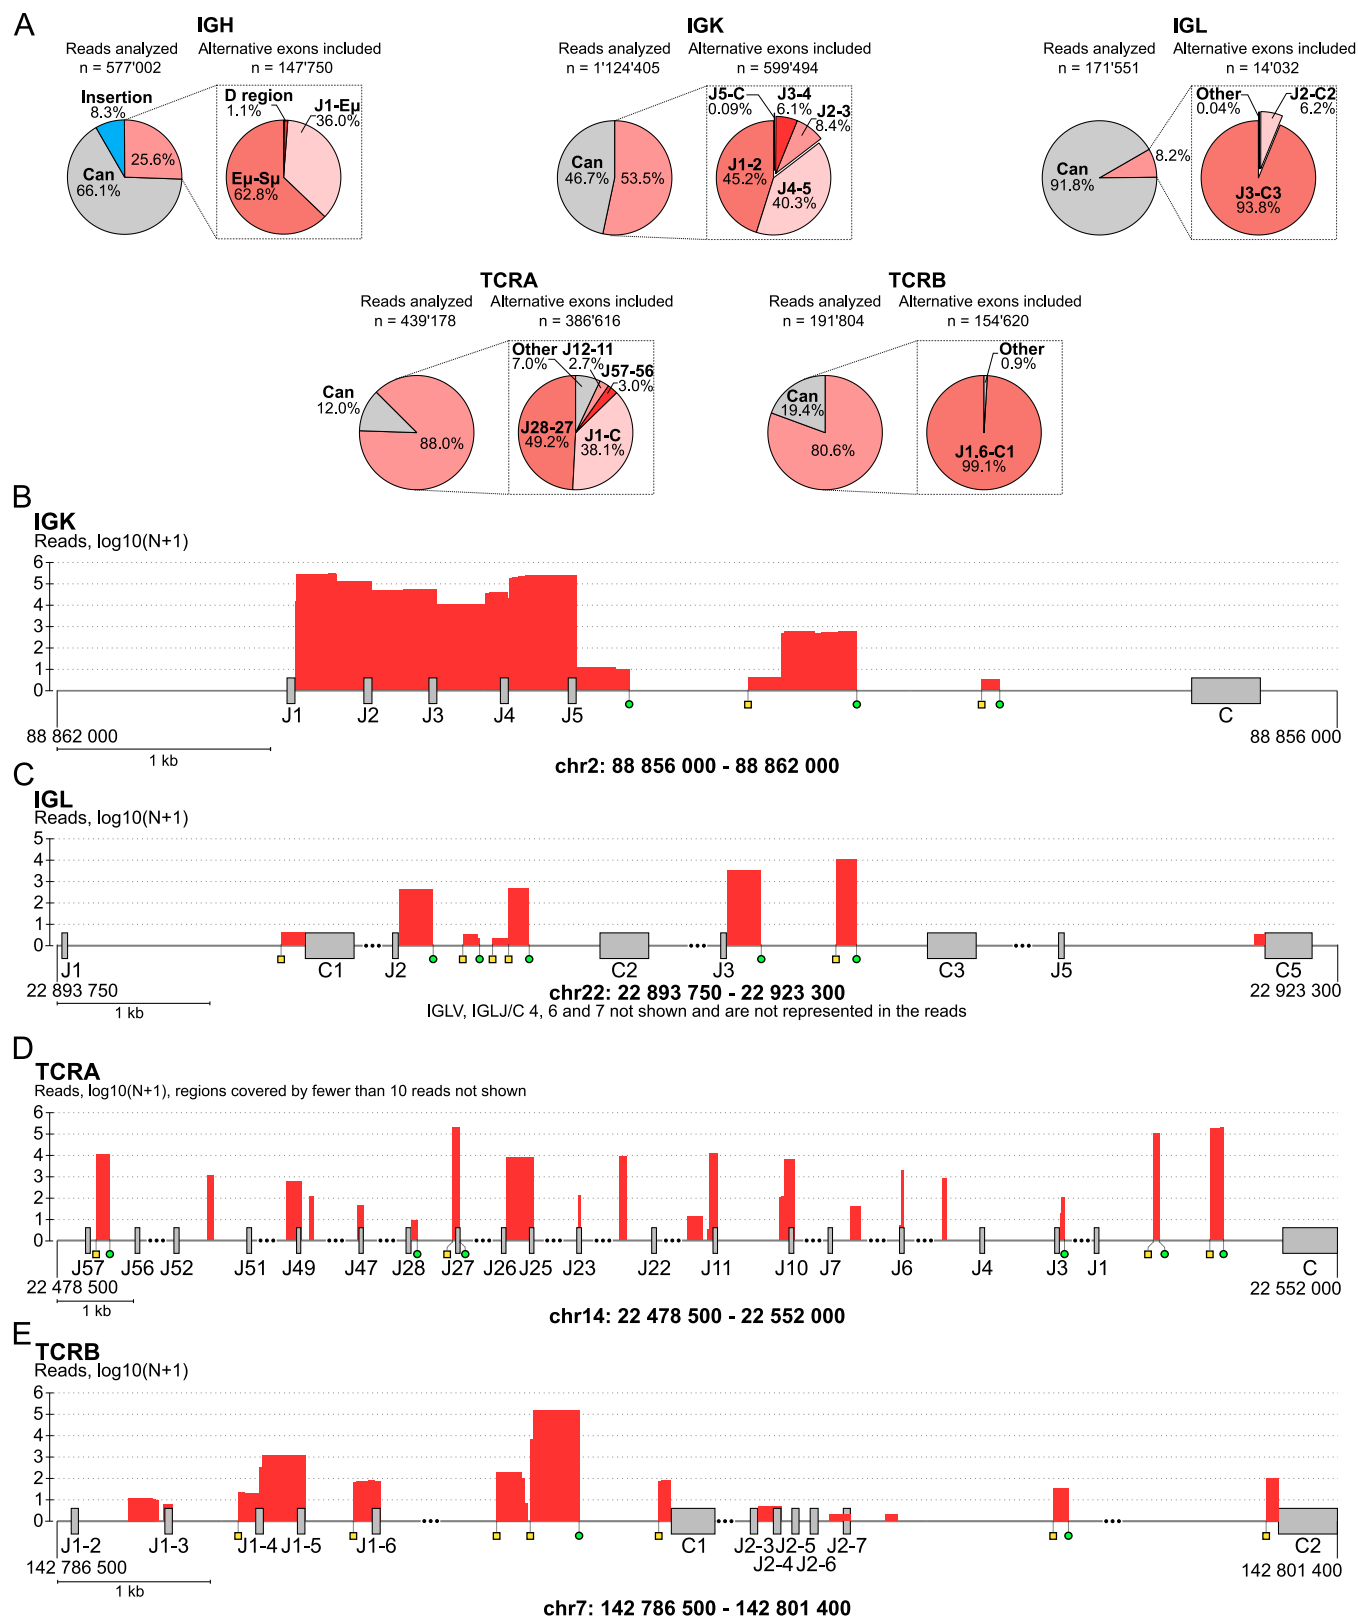 A
IGH
Reads analyzed
n = 577'002
Alternative exons included
n = 147'750
Insertion
8.3%
25.6%
Can
66.1%
D region
1.1%
J1-Eμ
36.0%
Eμ-Sμ
62.8%
IGK
Reads analyzed
n = 1'124'405
Alternative exons included
n = 599'494
Can
46.7%
53.5%
J5-C
0.09%
J3-4
6.1%
J2-3
8.4%
J1-2
45.2%
J4-5
40.3%
IGL
Reads analyzed
n = 171'551
Alternative exons included
n = 14'032
Can
91.8%
8.2%
Other
0.04%
J2-C2
6.2%
J3-C3
93.8%
TCRA
Reads analyzed
n = 439'178
Alternative exons included
n = 386'616
Can
12.0%
88.0%
Other
7.0%
J12-11
2.7%
J57-56
3.0%
J28-27
49.2%
J1-C
38.1%
TCRB
Reads analyzed
n = 191'804
Alternative exons included
n = 154'620
Can
19.4%
80.6%
Other
0.9%
J1.6-C1
99.1%
B
IGK
Reads, log10(N+1)
6
5
4
3
2
1
0
J1 J2 J3 J4 J5 C
88 862 000 88 856 000
1 kb
chr2: 88 856 000 - 88 862 000
C
IGL
Reads, log10(N+1)
5
4
3
2
1
0
J1 C1 J2 C2 J3 C3 J5 C5
22 893 750 22 923 300
1 kb
chr22: 22 893 750 - 22 923 300
IGLV, IGLJ/C 4, 6 and 7 not shown and are not represented in the reads
D
TCRA
Reads, log10(N+1), regions covered by fewer than 10 reads not shown
6
5
4
3
2
1
0
J57 J56 J52 J51 J49 J47 J28 J27 J26 J25 J23 J22 J11 J10 J7 J6 J4 J3 J1 C
22 478 500 22 552 000
1 kb
chr14: 22 478 500 - 22 552 000
E
TCRB
Reads, log10(N+1)
6
5
4
3
2
1
0
J1-2 J1-3 J1-4 J1-5 J1-6 C1 J2-3 J2-5 J2-7 C2
J2-4 J2-6
142 786 500 142 801 400
1 kb
chr7: 142 786 500 - 142 801 400